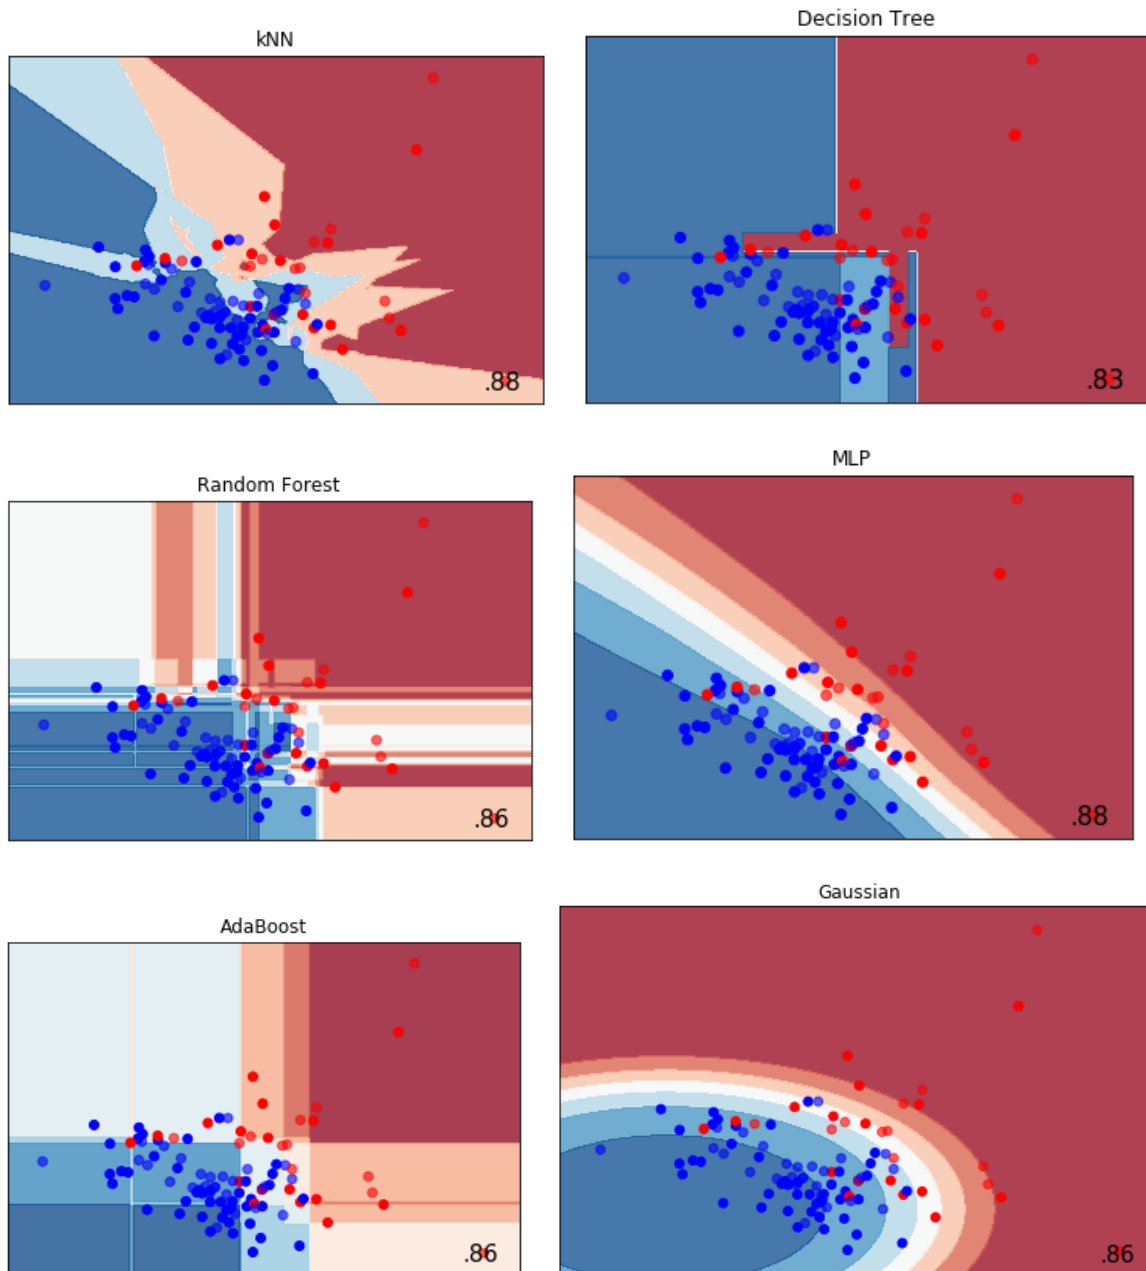 kNN
Decision Tree
.88
.83
Random Forest
MLP
.86
.88
AdaBoost
Gaussian
.86
.86